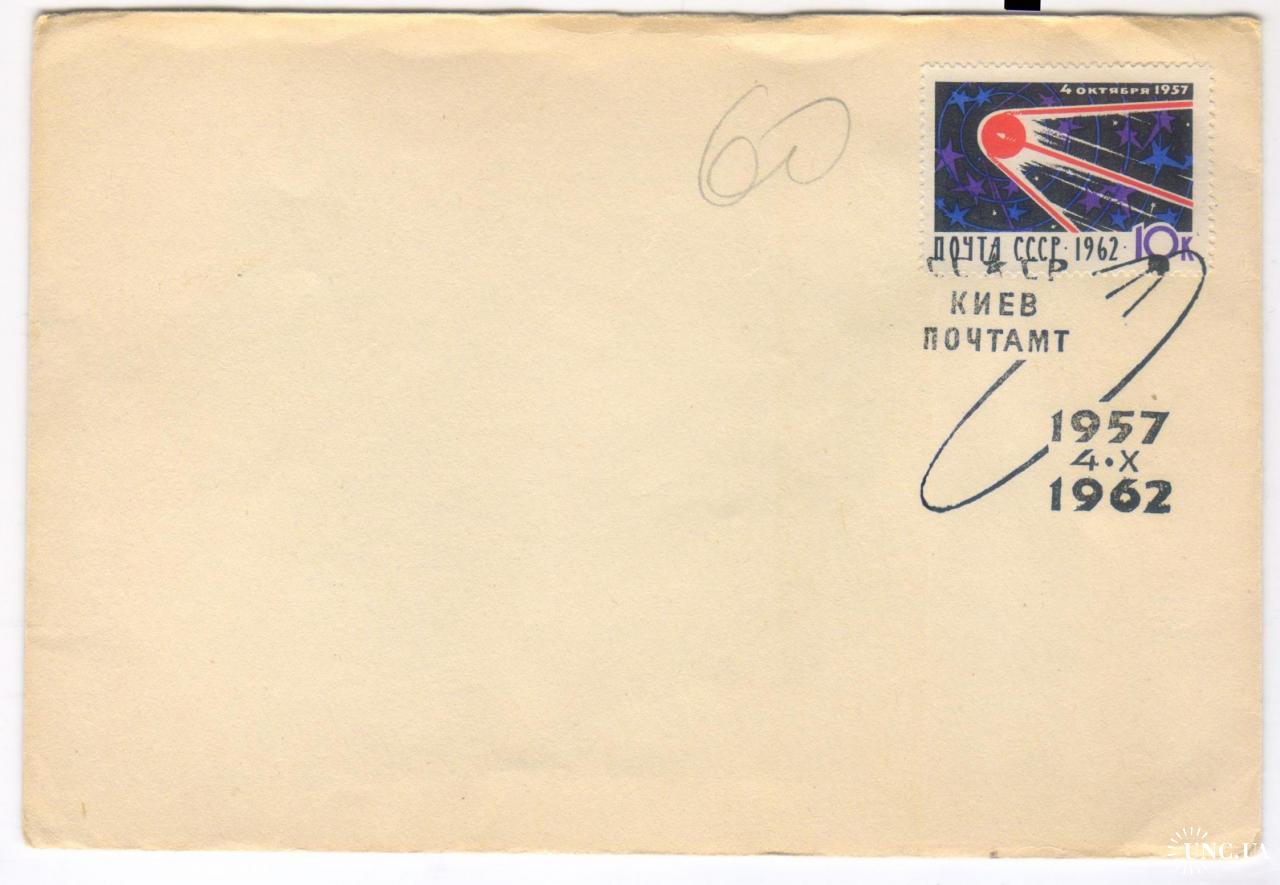 60
4 ОКТЯБРЯ 1957
ПОЧТА СССР·1962· 10К
СССР
КИЕВ
ПОЧТАМТ
1957
4·X
1962
UNC.UA